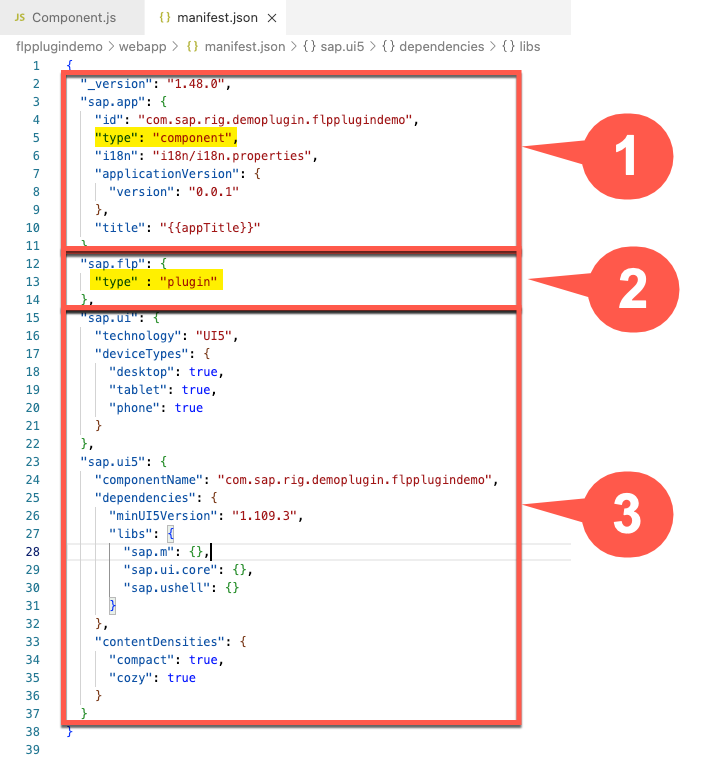 JS Component.js {} manifest.json ×
flpplugindemo > webapp > {} manifest.json > {} sap.ui5 > {} dependencies > {} libs
1 {
2 "_version": "1.48.0",
3 "sap.app": {
4 "id": "com.sap.rig.demoplugin.flpplugindemo",
5 "type": "component",
6 "i18n": "i18n/i18n.properties",
7 "applicationVersion": {
8 "version": "0.0.1"
9 },
10 "title": "{{appTitle}}"
11 }
12 "sap.flp": {
13 "type" : "plugin"
14 },
15 "sap.ui": {
16 "technology": "UI5",
17 "deviceTypes": {
18 "desktop": true,
19 "tablet": true,
20 "phone": true
21 }
22 },
23 "sap.ui5": {
24 "componentName": "com.sap.rig.demoplugin.flpplugindemo",
25 "dependencies": {
26 "minUI5Version": "1.109.3",
27 "libs": {
28 "sap.m": {},
29 "sap.ui.core": {},
30 "sap.ushell": {}
31 }
32 },
33 "contentDensities": {
34 "compact": true,
35 "cozy": true
36 }
37 }
38 }
39
1
2
3